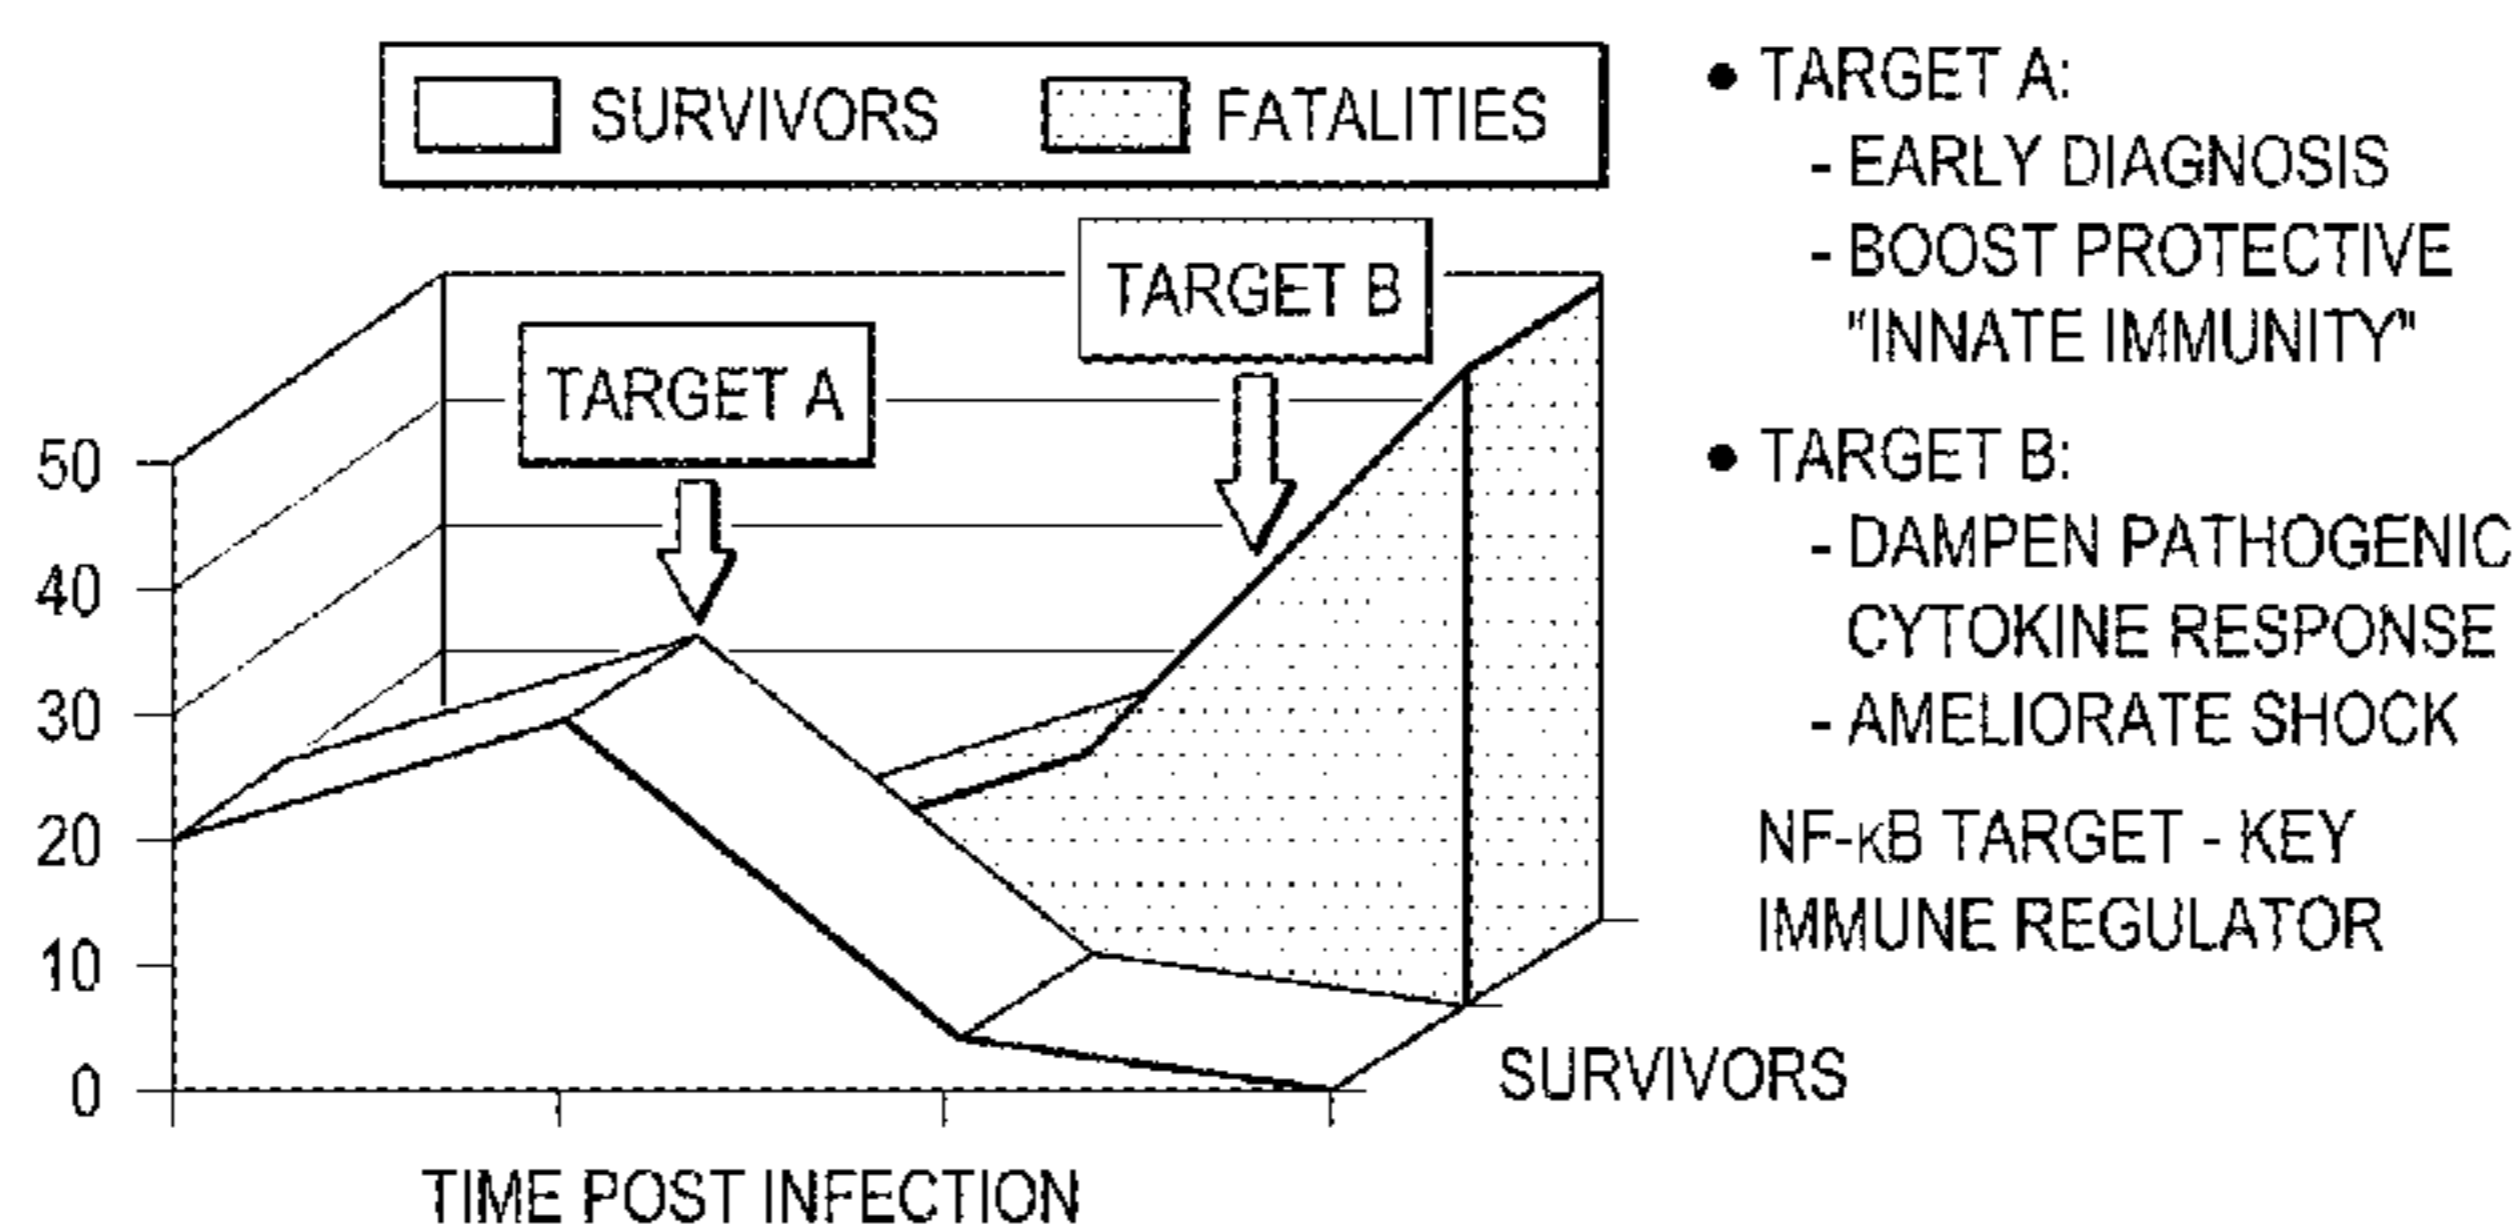 SURVIVORS FATALITIES
TARGET A
TARGET B
50
40
30
20
10
0
SURVIVORS
TIME POST INFECTION
• TARGET A:
- EARLY DIAGNOSIS
- BOOST PROTECTIVE
"INNATE IMMUNITY"
• TARGET B:
- DAMPEN PATHOGENIC
CYTOKINE RESPONSE
- AMELIORATE SHOCK
NF-κB TARGET - KEY
IMMUNE REGULATOR